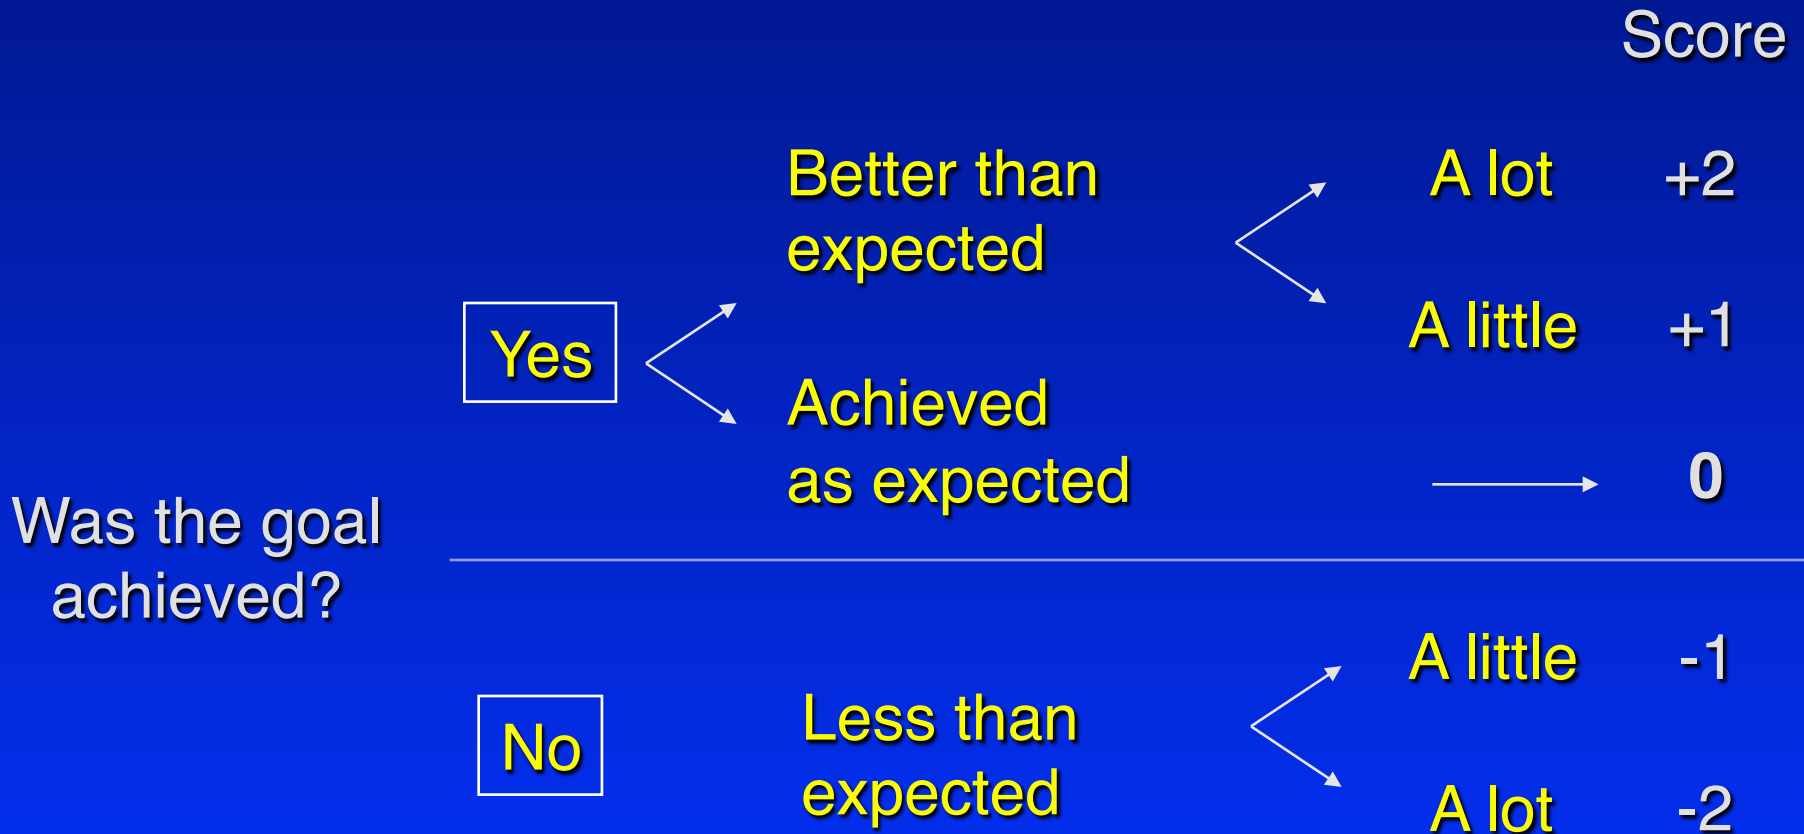 Score
Better than
expected
A lot
+2
A little
+1
Yes
Achieved
as expected
0
Was the goal
achieved?
A little
-1
No
Less than
expected
A lot
-2